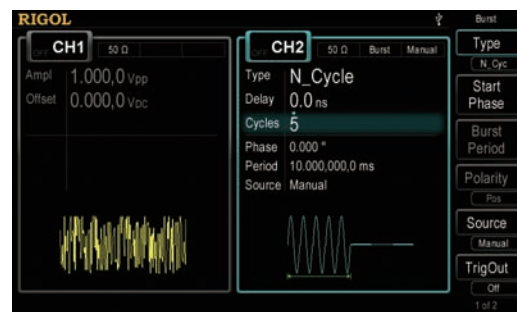 RIGOL
Burst
OFF CH1 50 Ω
Ampl 1.000,0 Vpp
Offset 0.000,0 VDC
OFF CH2 50 Ω Burst Manual
Type N_Cycle
Delay 0.0 ns
Cycles 5
Phase 0.000 °
Period 10.000,000,0 ms
Source Manual
Type
N_Cyc
Start
Phase
Burst
Period
Polarity
Pos
Source
Manual
TrigOut
Off
1 of 2